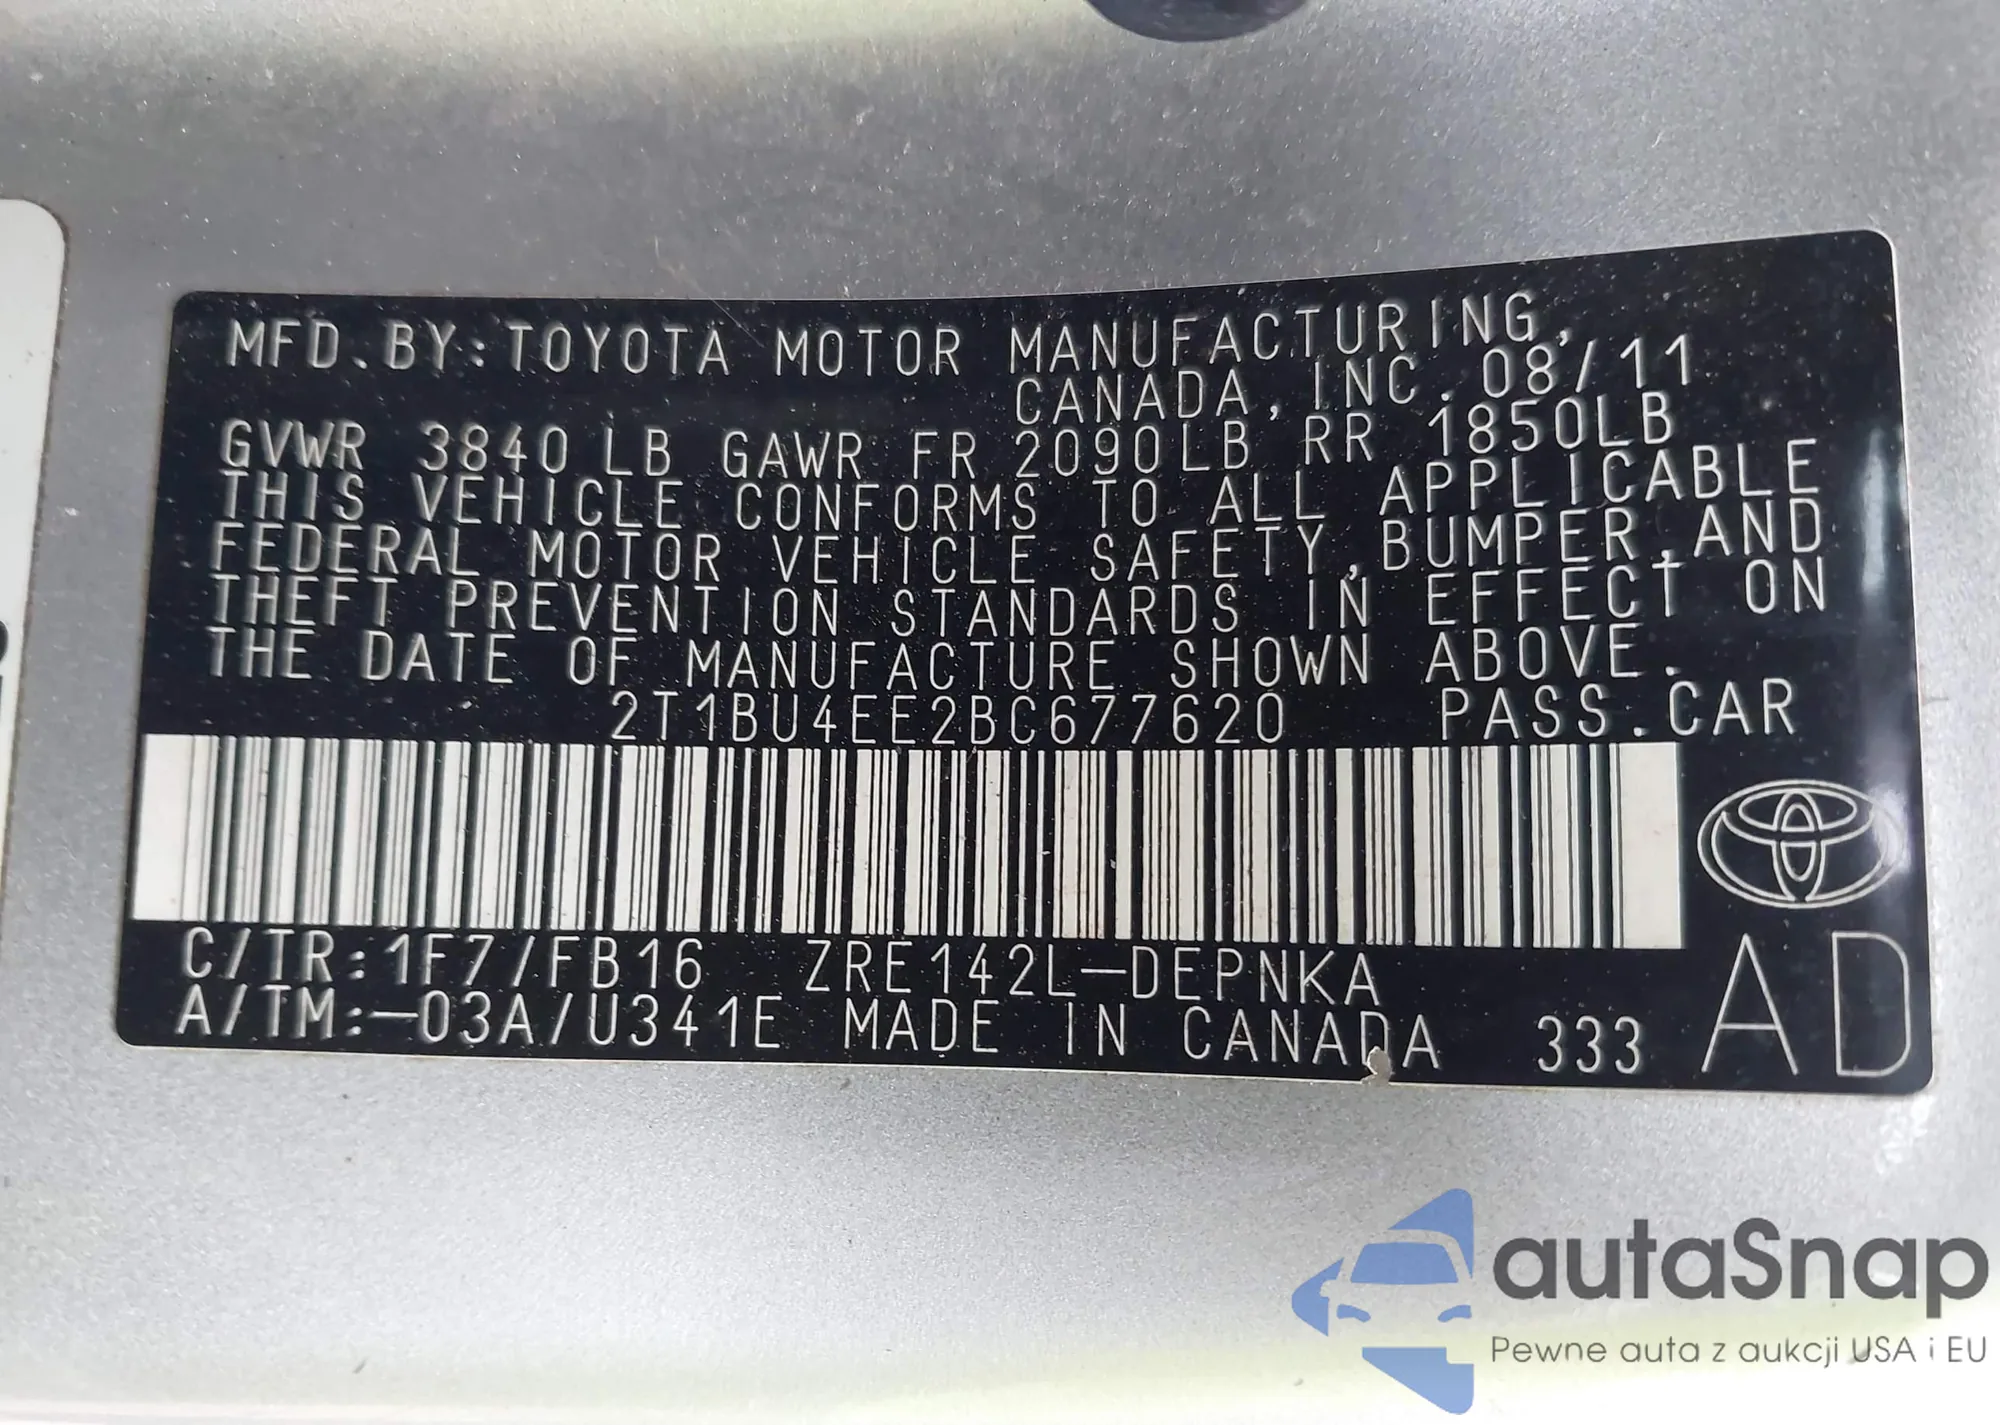 MFD. BY: TOYOTA MOTOR MANUFACTURING,
CANADA, INC. 08/11
GVWR 3840 LB GAWR FR 2090LB RR 1850LB
THIS VEHICLE CONFORMS TO ALL APPLICABLE
FEDERAL MOTOR VEHICLE SAFETY, BUMPER, AND
THEFT PREVENTION STANDARDS IN EFFECT ON
THE DATE OF MANUFACTURE SHOWN ABOVE.
2T1BU4EE2BC677620 PASS. CAR
C/TR: 1F7/FB16 ZRE142L-DEPNKA
A/TM: -03A/U341E MADE IN CANADA 333 AD
autaSnap
Pewne auta z aukcji USA i EU